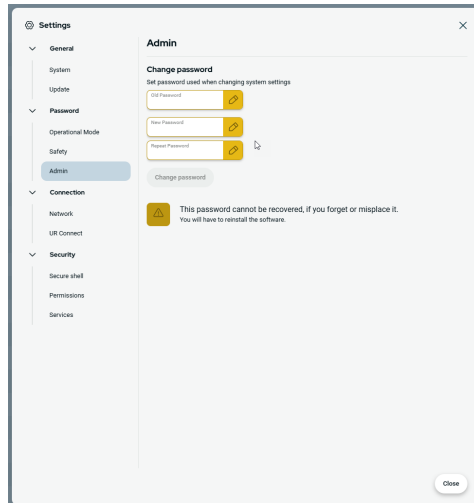 Settings
General
System
Update
Password
Operational Mode
Safety
Admin
Connection
Network
UR Connect
Security
Secure shell
Permissions
Services
Admin
Change password
Set password used when changing system settings
Old Password
New Password
Repeat Password
Change password
This password cannot be recovered, if you forget or misplace it.
You will have to reinstall the software.
Close